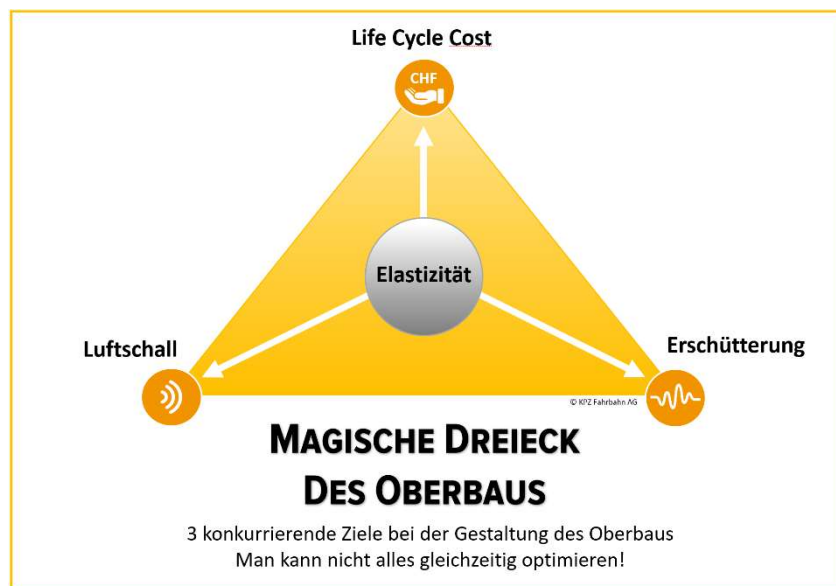 Life Cycle Cost
CHF
Elastizität
Luftschall
Erschütterung
© KPZ Fahrbahn AG
MAGISCHE DREIECK
DES OBERBAUS
3 konkurrierende Ziele bei der Gestaltung des Oberbaus
Man kann nicht alles gleichzeitig optimieren!